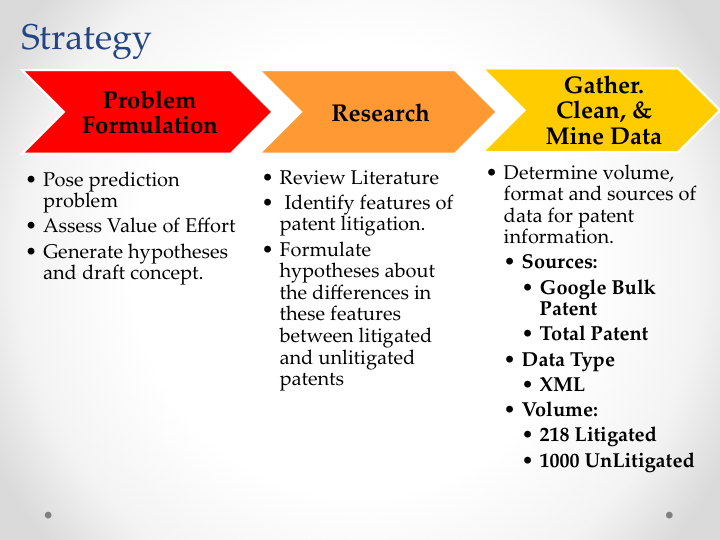 Strategy
Problem
Formulation
• Pose prediction
problem
• Assess Value of Effort
• Generate hypotheses
and draft concept.
Research
• Review Literature
• Identify features of
patent litigation.
• Formulate
hypotheses about
the differences in
these features
between litigated
and unlitigated
patents
Gather.
Clean, &
Mine Data
• Determine volume,
format and sources of
data for patent
information.
• Sources:
• Google Bulk
Patent
• Total Patent
• Data Type
• XML
• Volume:
• 218 Litigated
• 1000 UnLitigated